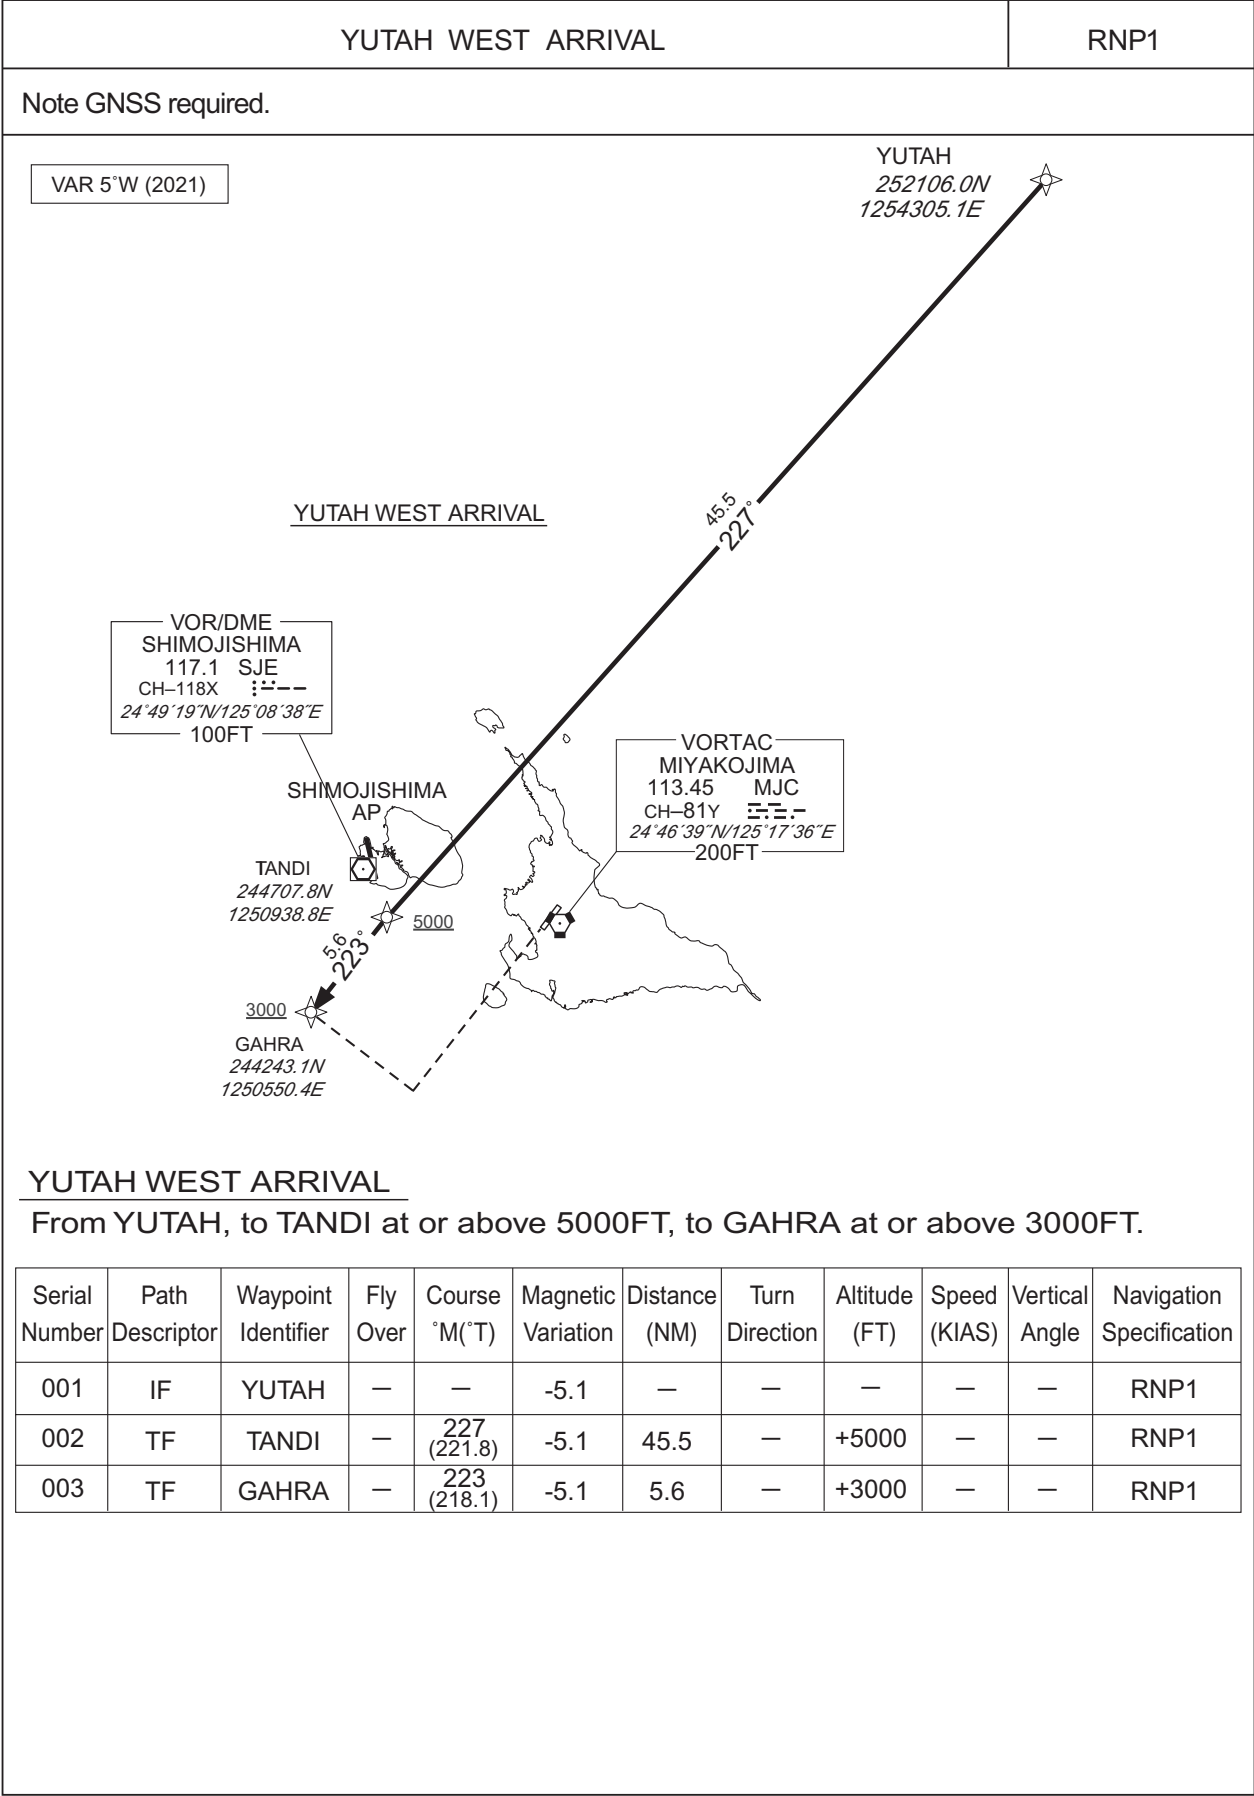 YUTAH WEST ARRIVAL
RNP1
Note GNSS required.
VAR 5°W (2021)
YUTAH
252106.0N
1254305.1E
45.5
227°
YUTAH WEST ARRIVAL
VOR/DME
SHIMOJISHIMA
117.1 SJE
CH–118X
24°49´19˝N/125°08´38˝E
100FT
VORTAC
MIYAKOJIMA
113.45 MJC
CH–81Y
24°46´39˝N/125°17´36˝E
200FT
SHIMOJISHIMA
AP
TANDI
244707.8N
1250938.8E
5000
5.6
223°
3000
GAHRA
244243.1N
1250550.4E
YUTAH WEST ARRIVAL
From YUTAH, to TANDI at or above 5000FT, to GAHRA at or above 3000FT.
Serial Number Path Descriptor Waypoint Identifier Fly Over Course ˚M(˚T) Magnetic Variation Distance (NM) Turn Direction Altitude (FT) Speed (KIAS) Vertical Angle Navigation Specification
001 IF YUTAH – – -5.1 – – – – – RNP1
002 TF TANDI – 227 (221.8) -5.1 45.5 – +5000 – – RNP1
003 TF GAHRA – 223 (218.1) -5.1 5.6 – +3000 – – RNP1